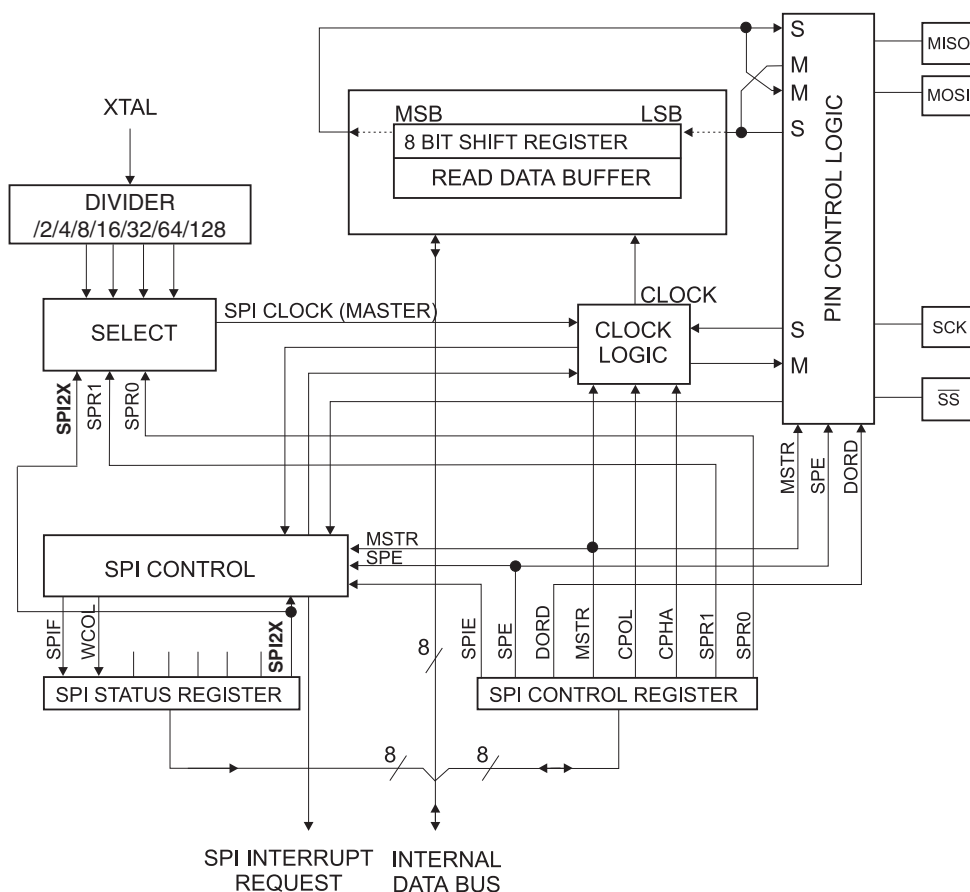 S
MISO
M
M
MOSI
XTAL
MSB
LSB
S
8 BIT SHIFT REGISTER
READ DATA BUFFER
PIN CONTROL LOGIC
DIVIDER
/2/4/8/16/32/64/128
SPI CLOCK (MASTER)
CLOCK
SELECT
CLOCK
LOGIC
S
M
SCK
SS
SPI2X
SPR1
SPR0
MSTR
SPE
DORD
SPI CONTROL
MSTR
SPE
SPIF
WCOL
SPI2X
SPIE
SPE
DORD
MSTR
CPOL
CPHA
SPR1
SPR0
8
SPI STATUS REGISTER
SPI CONTROL REGISTER
8
8
SPI INTERRUPT
REQUEST
INTERNAL
DATA BUS